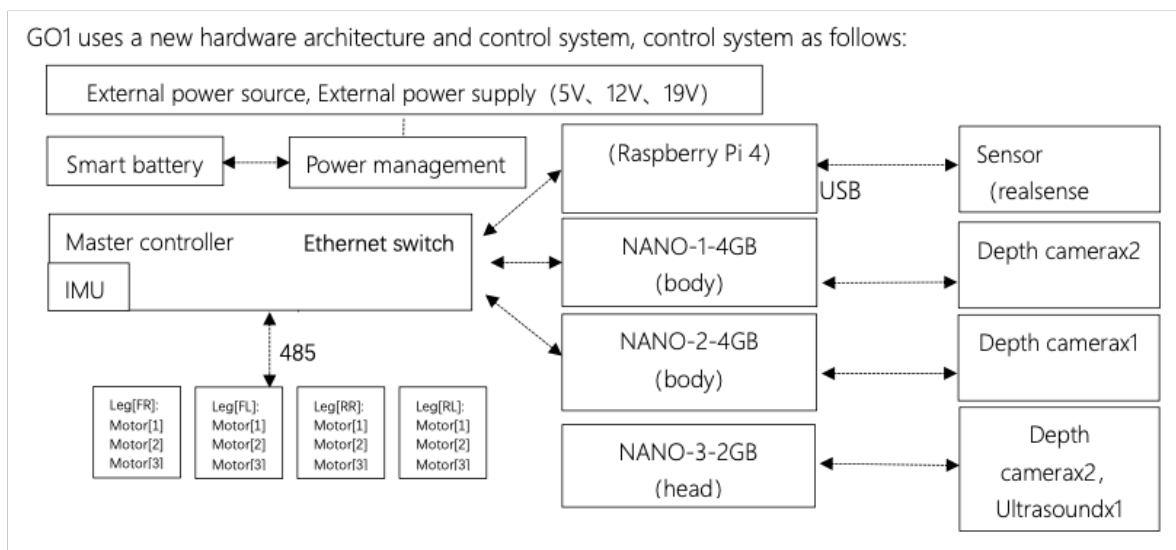 GO1 uses a new hardware architecture and control system, control system as follows:
External power source, External power supply（5V、12V、19V）
Smart battery
Power management
(Raspberry Pi 4)
USB
Sensor
(realsense
Master controller
Ethernet switch
IMU
NANO-1-4GB
(body)
Depth camerax2
NANO-2-4GB
(body)
Depth camerax1
485
Leg[FR]:
Motor[1]
Motor[2]
Motor[3]
Leg[FL]:
Motor[1]
Motor[2]
Motor[3]
Leg[RR]:
Motor[1]
Motor[2]
Motor[3]
Leg[RL]:
Motor[1]
Motor[2]
Motor[3]
NANO-3-2GB
(head)
Depth
camerax2，
Ultrasoundx1